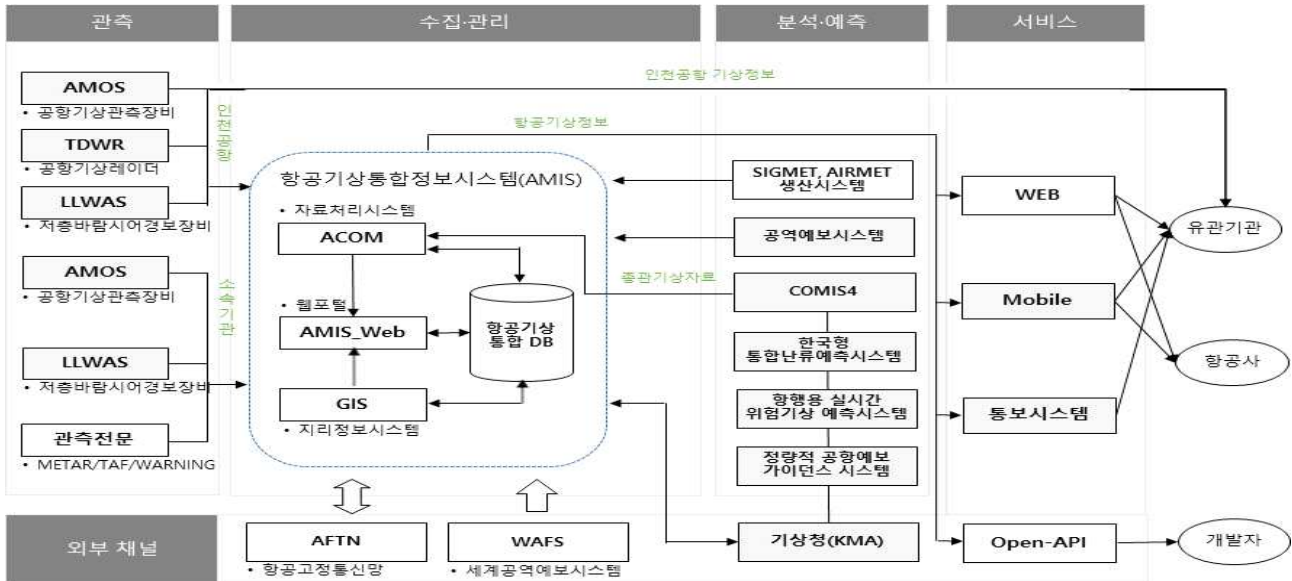 관측
수집·관리
분석·예측
서비스
AMOS
• 공항기상관측장비
TDWR
• 공항기상레이더
LLWAS
• 저층바람시어경보장비
AMOS
• 공항기상관측장비
LLWAS
• 저층바람시어경보장비
관측전문
• METAR/TAF/WARNING
인천공항
소속기관
인천공항 기상정보
항공기상정보
항공기상통합정보시스템(AMIS)
• 자료처리시스템
ACOM
• 웹포털
AMIS_Web
GIS
• 지리정보시스템
항공기상
통합 DB
종관기상자료
SIGMET, AIRMET
생산시스템
공역예보시스템
COMIS4
한국형
통합난류예측시스템
항행용 실시간
위험기상 예측시스템
정량적 공항예보
가이던스 시스템
WEB
Mobile
통보시스템
유관기관
항공사
외부 채널
AFTN
• 항공고정통신망
WAFS
• 세계공역예보시스템
기상청(KMA)
Open-API
개발자